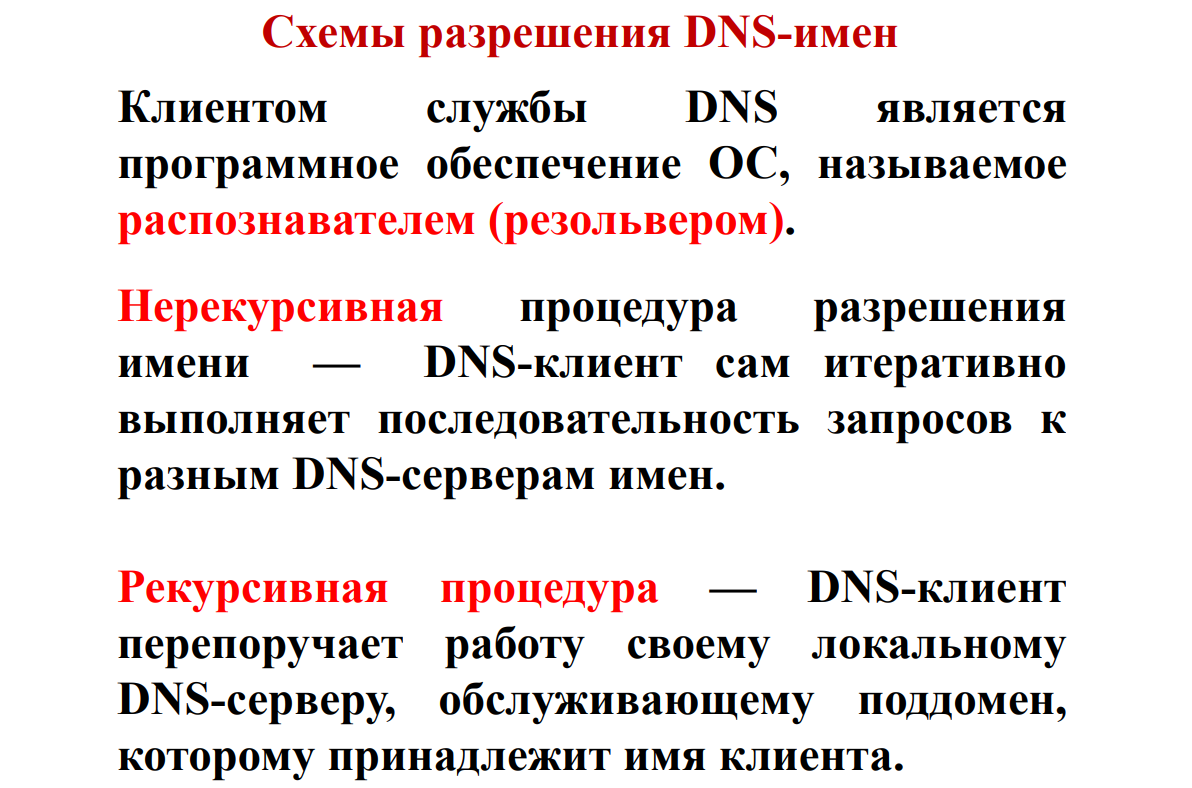 Схемы разрешения DNS-имен
Клиентом службы DNS является
программное обеспечение ОС, называемое
распознавателем (резольвером).
Нерекурсивная процедура разрешения
имени — DNS-клиент сам итеративно
выполняет последовательность запросов к
разным DNS-серверам имен.
Рекурсивная процедура — DNS-клиент
перепоручает работу своему локальному
DNS-серверу, обслуживающему поддомен,
которому принадлежит имя клиента.